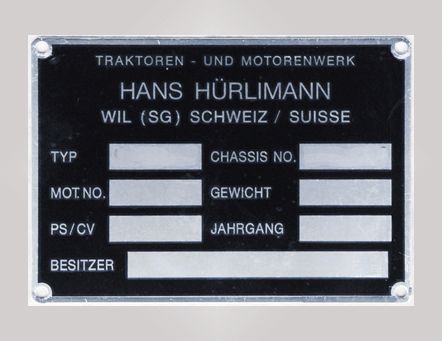 TRAKTOREN - UND MOTORENWERK
HANS HÜRLIMANN
WIL (SG) SCHWEIZ / SUISSE
TYP CHASSIS NO.
MOT. NO. GEWICHT
PS / CV JAHRGANG
BESITZER